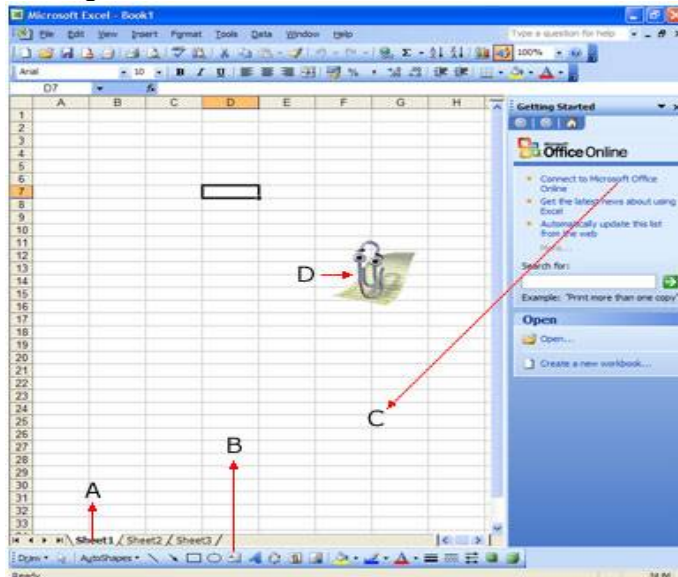 Microsoft Excel - Book1
File Edit View Insert Format Tools Data Window Help
Type a question for help
100%
Arial 10 B I U
D7 fx
A B C D E F G H
Getting Started
1
2
3
4
5
6
7
8
9
10
11
12
13
14
15
16
17
18
19
20
21
22
23
24
25
26
27
28
29
30
31
32
33
Microsoft
Office Online
Connect to Microsoft Office
Online
Get the latest news about using
Excel
Automatically update this list
from the web
More...
Search for:
Example: "Print more than one copy"
Open
Open...
Create a new workbook...
D
C
B
A
Sheet1 / Sheet2 / Sheet3 /
Draw AutoShapes
Ready
NUM